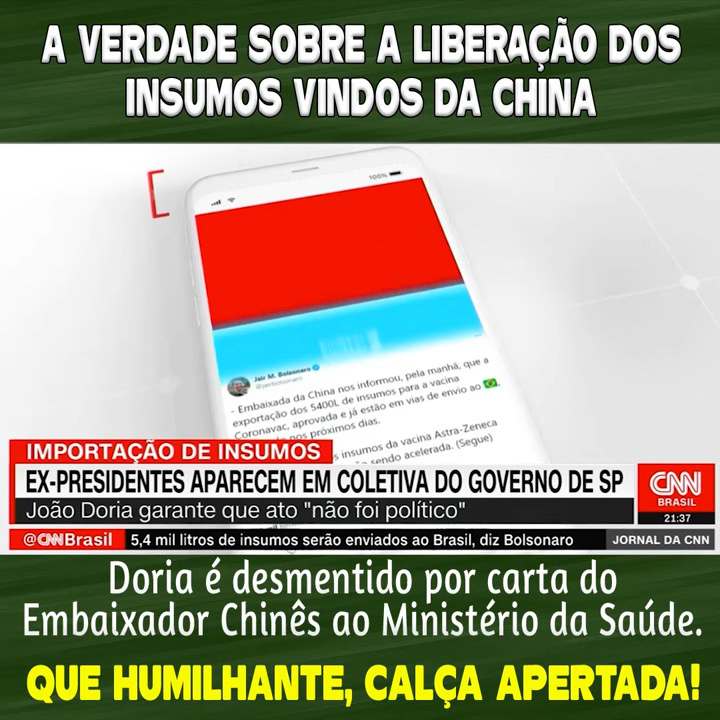 A VERDADE SOBRE A LIBERAÇÃO DOS
INSUMOS VINDOS DA CHINA
100%
Jair M. Bolsonaro
@jairbolsonaro
- Embaixada da China nos informou, pela manhã, que a
exportação dos 5400L de insumos para a vacina
Coronavac, aprovada e já estão em vias de envio ao 🇧🇷,
nos próximos dias.
s insumos da vacina Astra-Zeneca
sendo acelerada. (Segue)
IMPORTAÇÃO DE INSUMOS
EX-PRESIDENTES APARECEM EM COLETIVA DO GOVERNO DE SP
João Doria garante que ato "não foi político"
CNN
BRASIL
21:37
@CNNBrasil 5,4 mil litros de insumos serão enviados ao Brasil, diz Bolsonaro JORNAL DA CNN
Doria é desmentido por carta do
Embaixador Chinês ao Ministério da Saúde.
QUE HUMILHANTE, CALÇA APERTADA!